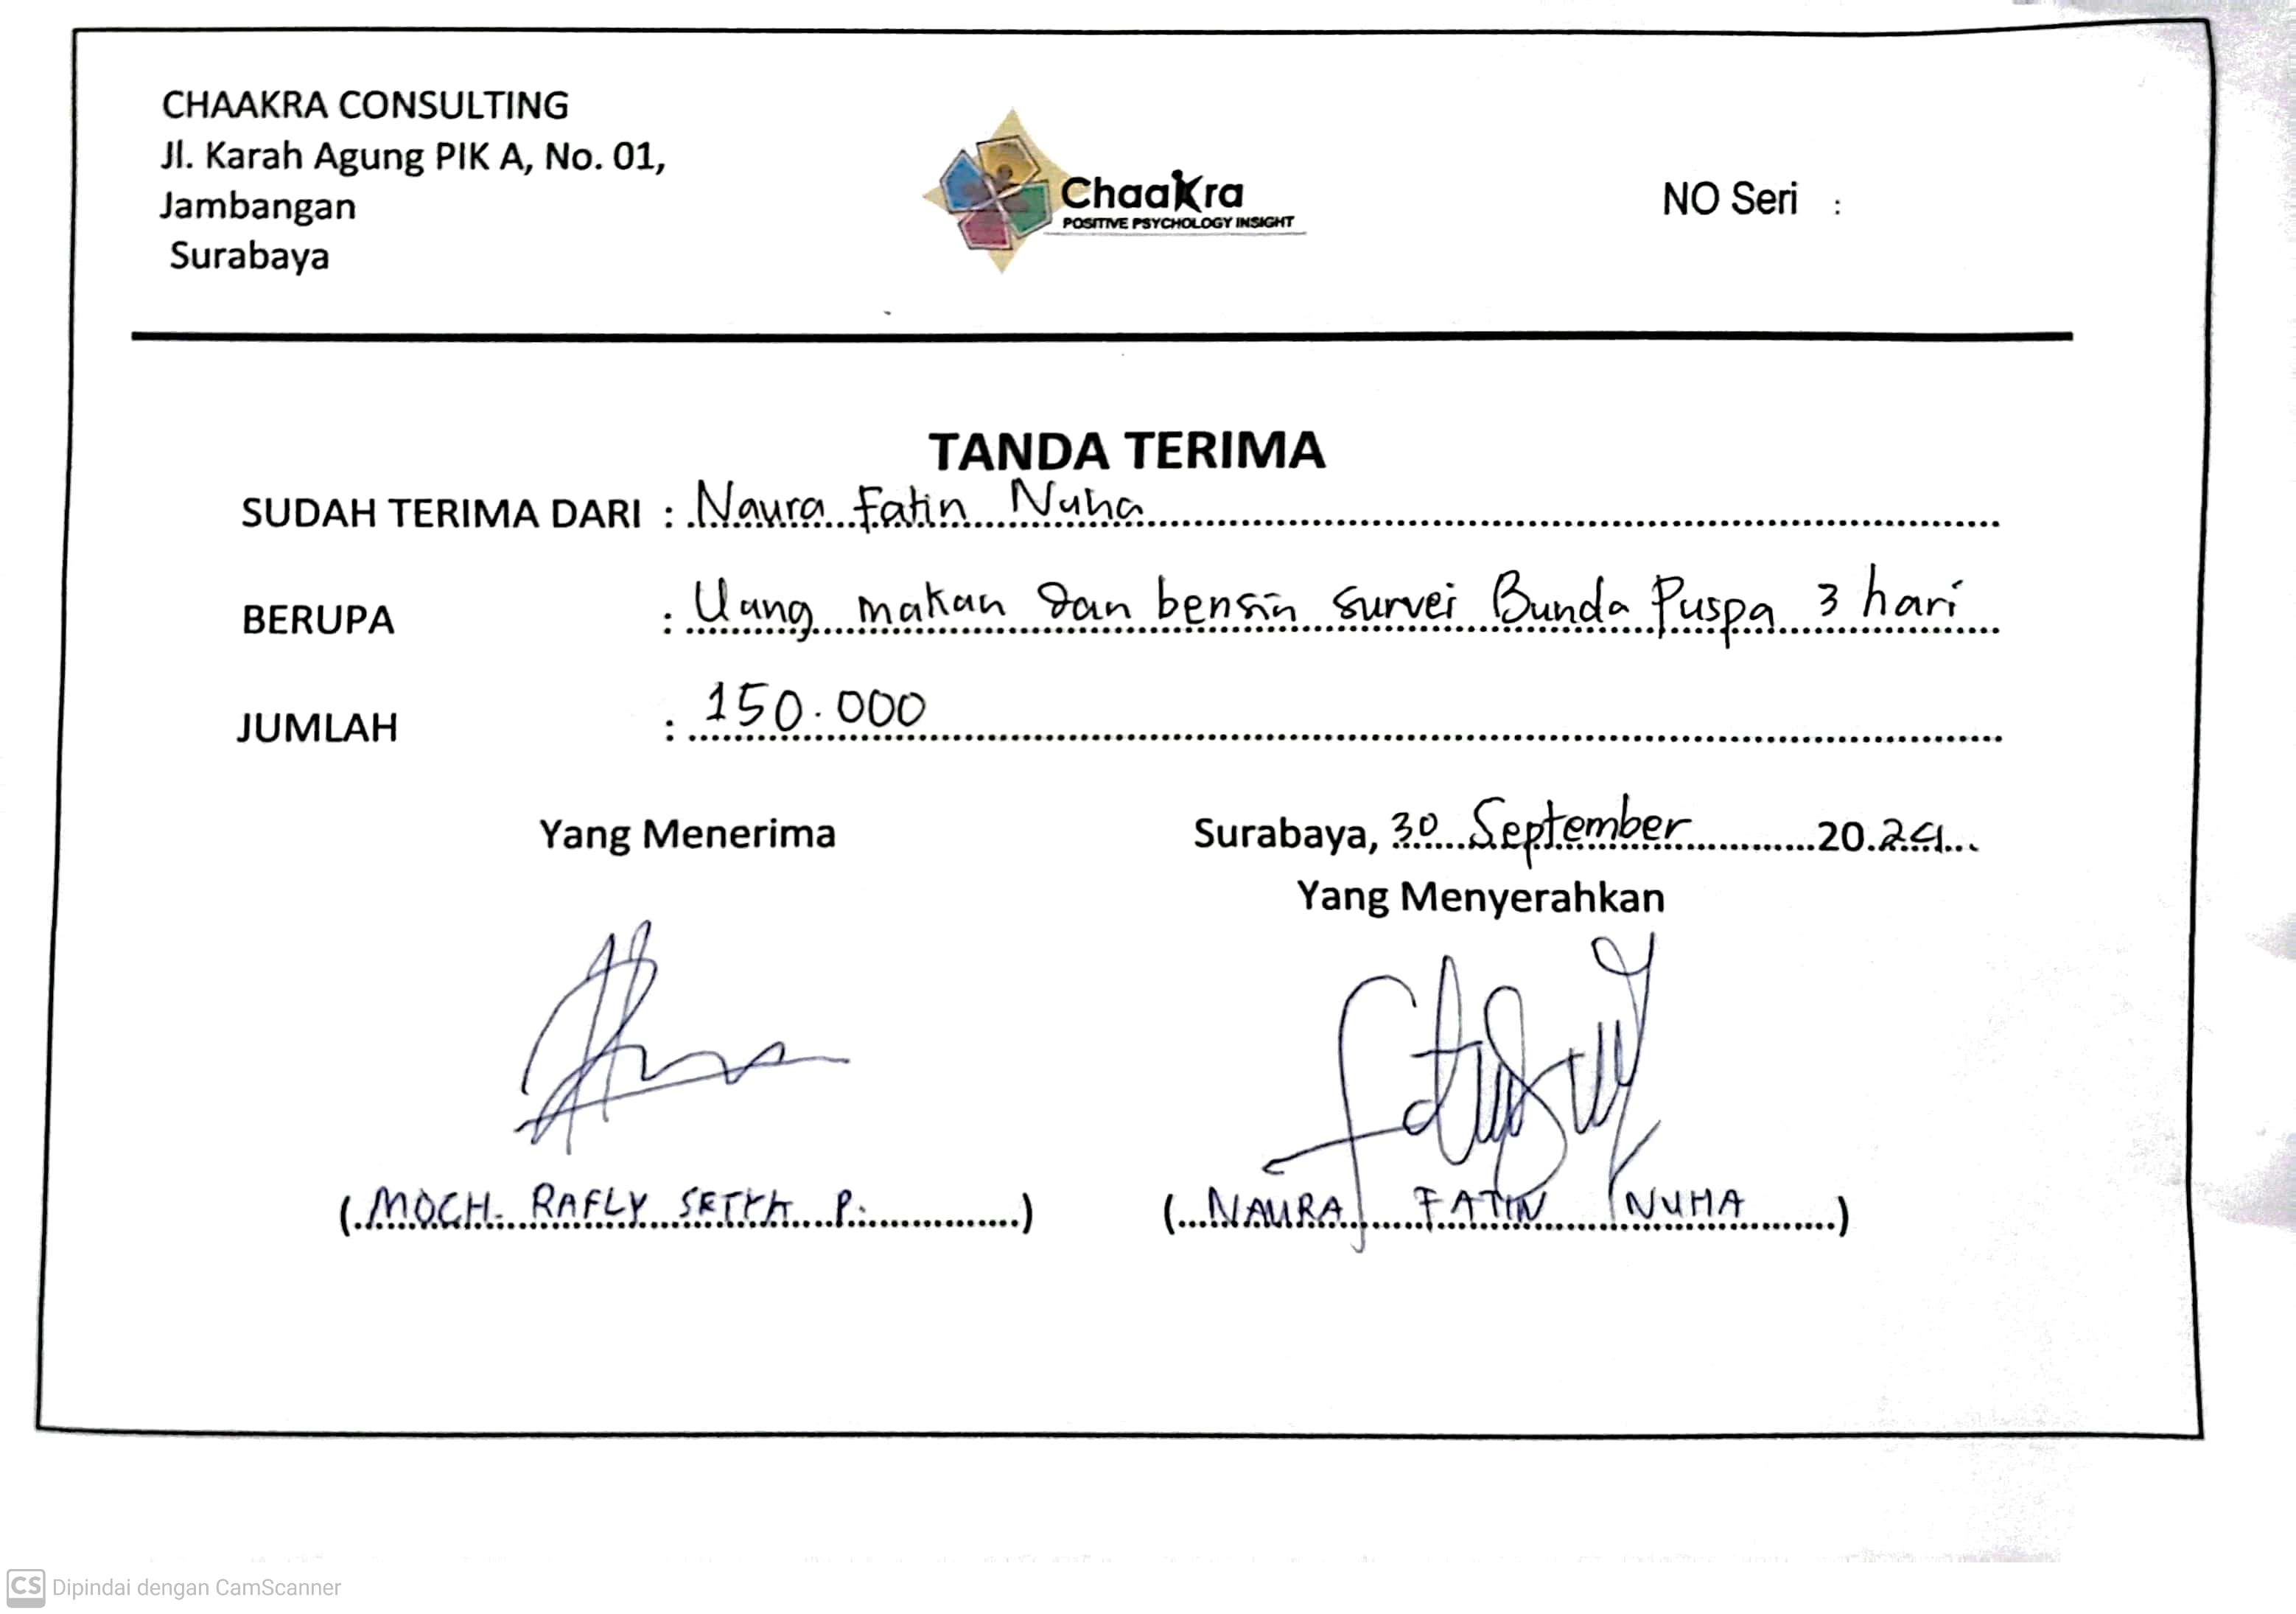 CHAAKRA CONSULTING
Jl. Karah Agung PIK A, No. 01,
Jambangan
Surabaya
ChaaKra
POSITIVE PSYCHOLOGY INSIGHT
NO Seri :
TANDA TERIMA
SUDAH TERIMA DARI : Naura Fatin Nuha
BERUPA : Uang makan dan bensin survei Bunda Puspa 3 hari
JUMLAH : 150.000
Yang Menerima
Surabaya, 30 September 2024
Yang Menyerahkan
(MOCH. RAFLY SETYA P.)
(NAURA FATIN NUHA)
CS Dipindai dengan CamScanner